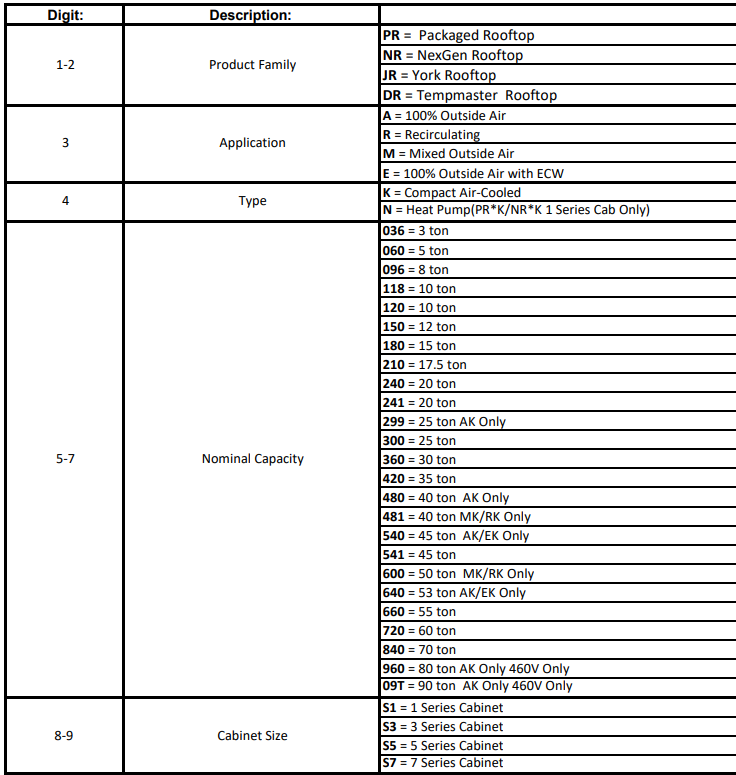 Digit:
Description:
1-2
Product Family
PR = Packaged Rooftop
NR = NexGen Rooftop
JR = York Rooftop
DR = Tempmaster Rooftop
3
Application
A = 100% Outside Air
R = Recirculating
M = Mixed Outside Air
E = 100% Outside Air with ECW
4
Type
K = Compact Air-Cooled
N = Heat Pump(PR*K/NR*K 1 Series Cab Only)
5-7
Nominal Capacity
036 = 3 ton
060 = 5 ton
096 = 8 ton
118 = 10 ton
120 = 10 ton
150 = 12 ton
180 = 15 ton
210 = 17.5 ton
240 = 20 ton
241 = 20 ton
299 = 25 ton AK Only
300 = 25 ton
360 = 30 ton
420 = 35 ton
480 = 40 ton AK Only
481 = 40 ton MK/RK Only
540 = 45 ton AK/EK Only
541 = 45 ton
600 = 50 ton MK/RK Only
640 = 53 ton AK/EK Only
660 = 55 ton
720 = 60 ton
840 = 70 ton
960 = 80 ton AK Only 460V Only
09T = 90 ton AK Only 460V Only
8-9
Cabinet Size
S1 = 1 Series Cabinet
S3 = 3 Series Cabinet
S5 = 5 Series Cabinet
S7 = 7 Series Cabinet